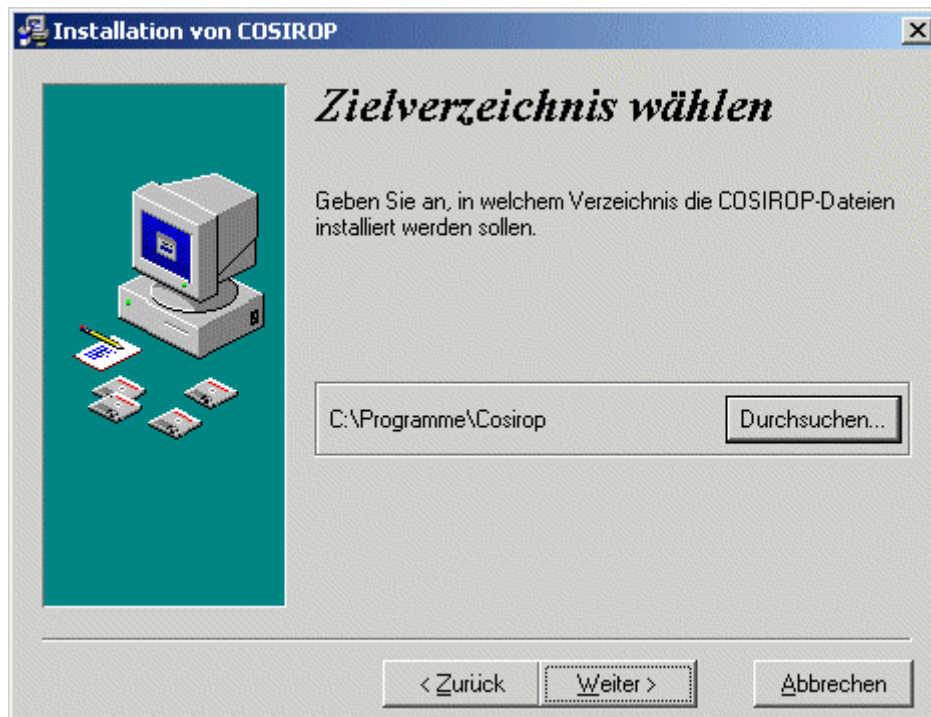 Installation von COSIROP
Zielverzeichnis wählen
Geben Sie an, in welchem Verzeichnis die COSIROP-Dateien
installiert werden sollen.
C:\Programme\Cosirop
Durchsuchen...
< Zurück
Weiter >
Abbrechen